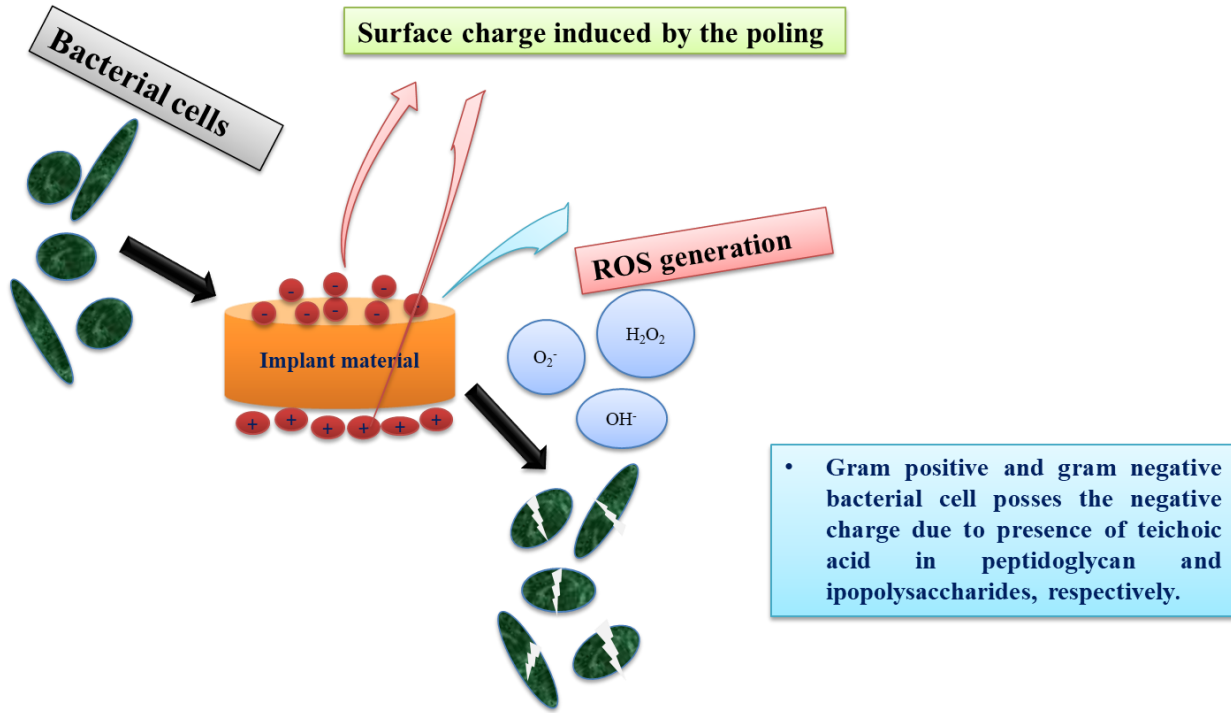 Surface charge induced by the poling
Bacterial cells
ROS generation
- - -
- - - - -
Implant material
+ + + + + +
O₂⁻
H₂O₂
OH⁻
• Gram positive and gram negative
bacterial cell posses the negative
charge due to presence of teichoic
acid in peptidoglycan and
ipopolysaccharides, respectively.